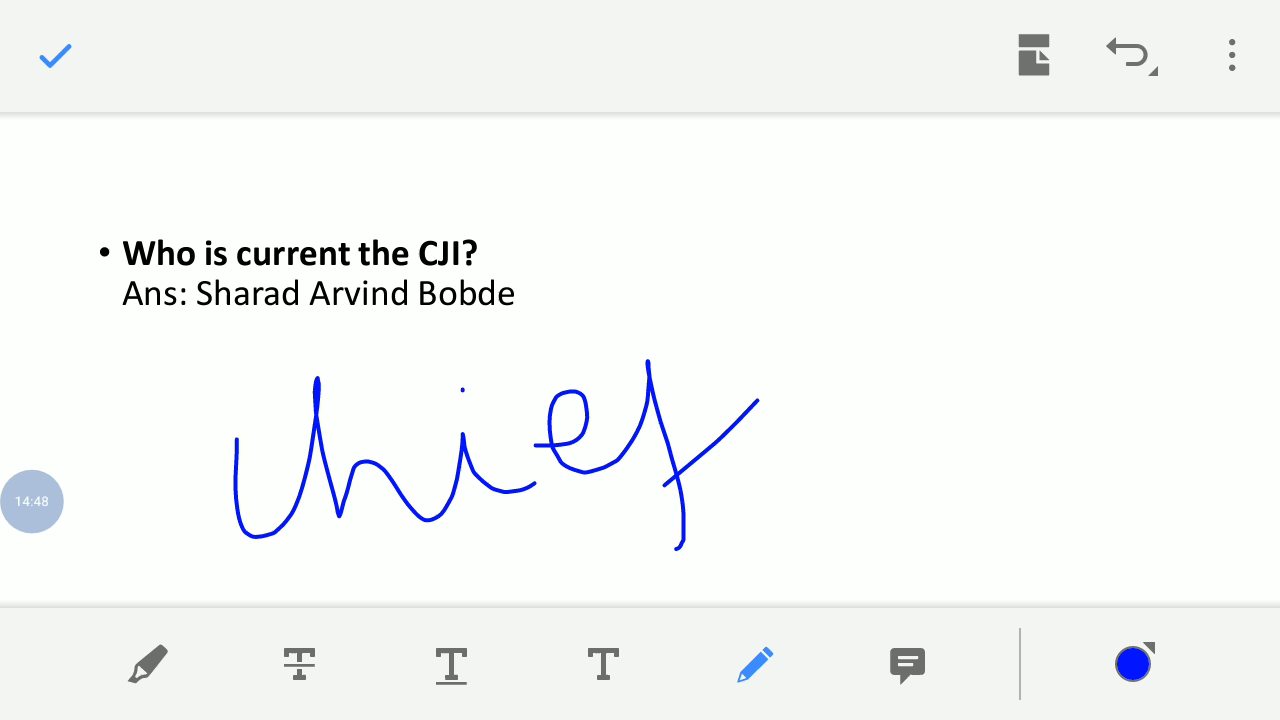 • Who is current the CJI?
Ans: Sharad Arvind Bobde
chief
14:48